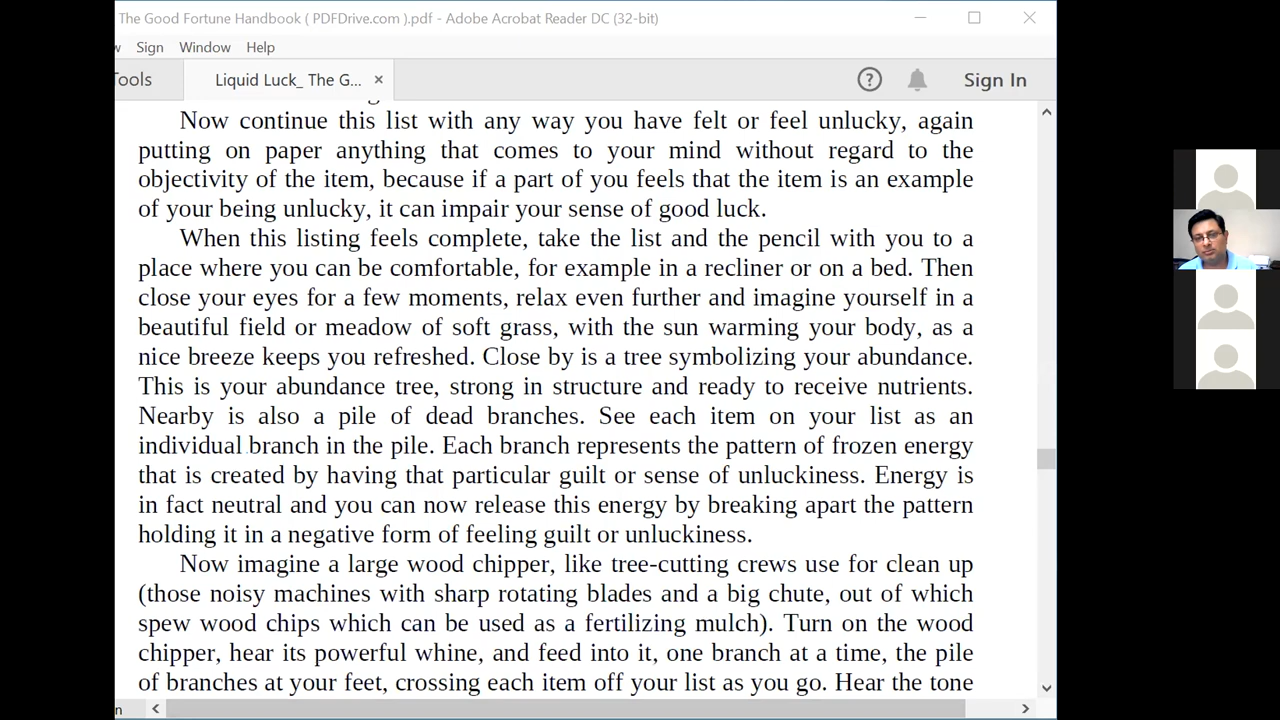 The Good Fortune Handbook ( PDFDrive.com ).pdf - Adobe Acrobat Reader DC (32-bit)
w Sign Window Help
Tools Liquid Luck_ The G... × Sign In
Now continue this list with any way you have felt or feel unlucky, again
putting on paper anything that comes to your mind without regard to the
objectivity of the item, because if a part of you feels that the item is an example
of your being unlucky, it can impair your sense of good luck.
When this listing feels complete, take the list and the pencil with you to a
place where you can be comfortable, for example in a recliner or on a bed. Then
close your eyes for a few moments, relax even further and imagine yourself in a
beautiful field or meadow of soft grass, with the sun warming your body, as a
nice breeze keeps you refreshed. Close by is a tree symbolizing your abundance.
This is your abundance tree, strong in structure and ready to receive nutrients.
Nearby is also a pile of dead branches. See each item on your list as an
individual branch in the pile. Each branch represents the pattern of frozen energy
that is created by having that particular guilt or sense of unluckiness. Energy is
in fact neutral and you can now release this energy by breaking apart the pattern
holding it in a negative form of feeling guilt or unluckiness.
Now imagine a large wood chipper, like tree-cutting crews use for clean up
(those noisy machines with sharp rotating blades and a big chute, out of which
spew wood chips which can be used as a fertilizing mulch). Turn on the wood
chipper, hear its powerful whine, and feed into it, one branch at a time, the pile
of branches at your feet, crossing each item off your list as you go. Hear the tone